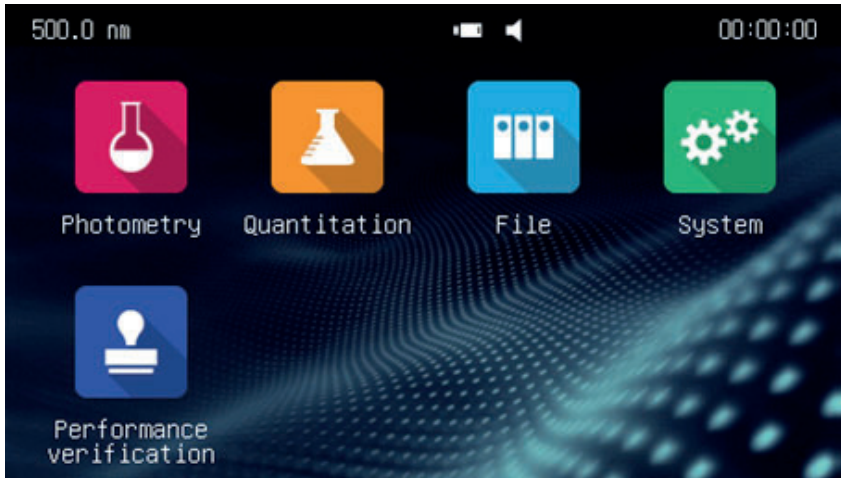 500.0 nm 00:00:00
Photometry Quantitation File System
Performance
verification